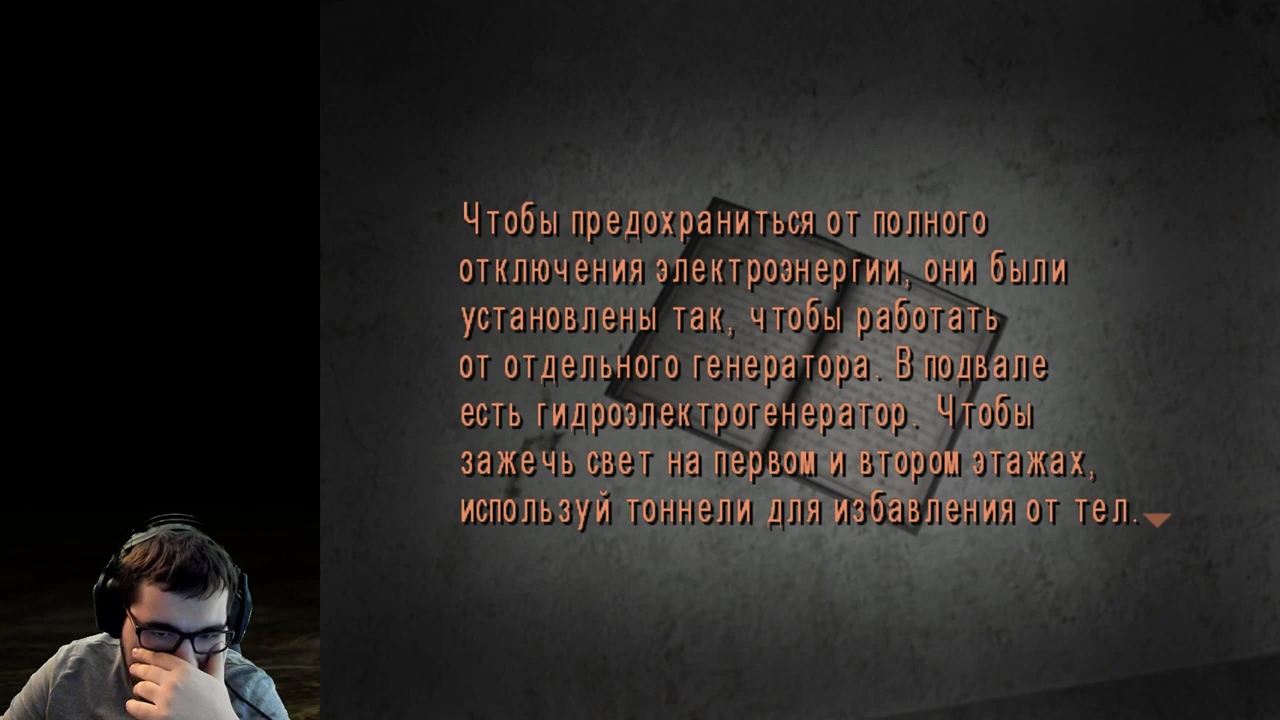 Чтобы предохраниться от полного
отключения электроэнергии, они были
установлены так, чтобы работать
от отдельного генератора. В подвале
есть гидроэлектрогенератор. Чтобы
зажечь свет на первом и втором этажах,
используй тоннели для избавления от тел.